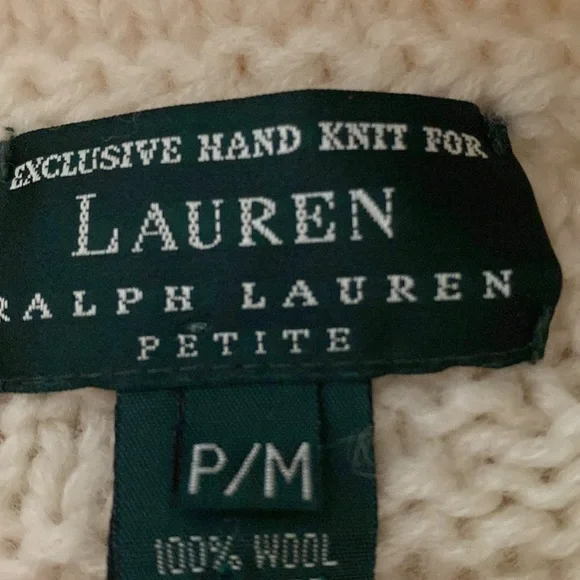 EXCLUSIVE HAND KNIT FOR
LAUREN
RALPH LAUREN
PETITE
P/M
100% WOOL